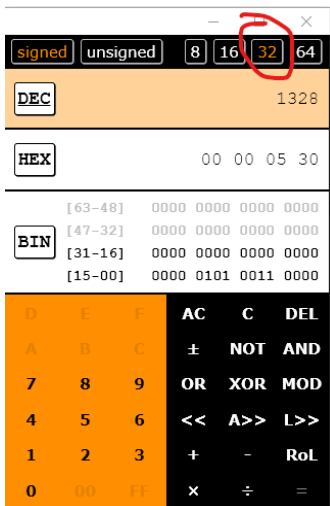 signed unsigned 8 16 32 64
DEC 1328
HEX 00 00 05 30
BIN
[63-48] 0000 0000 0000 0000
[47-32] 0000 0000 0000 0000
[31-16] 0000 0000 0000 0000
[15-00] 0000 0101 0011 0000
D E F AC C DEL
A B C ± NOT AND
7 8 9 OR XOR MOD
4 5 6 << A>> L>>
1 2 3 + - RoL
0 00 FF × ÷ =